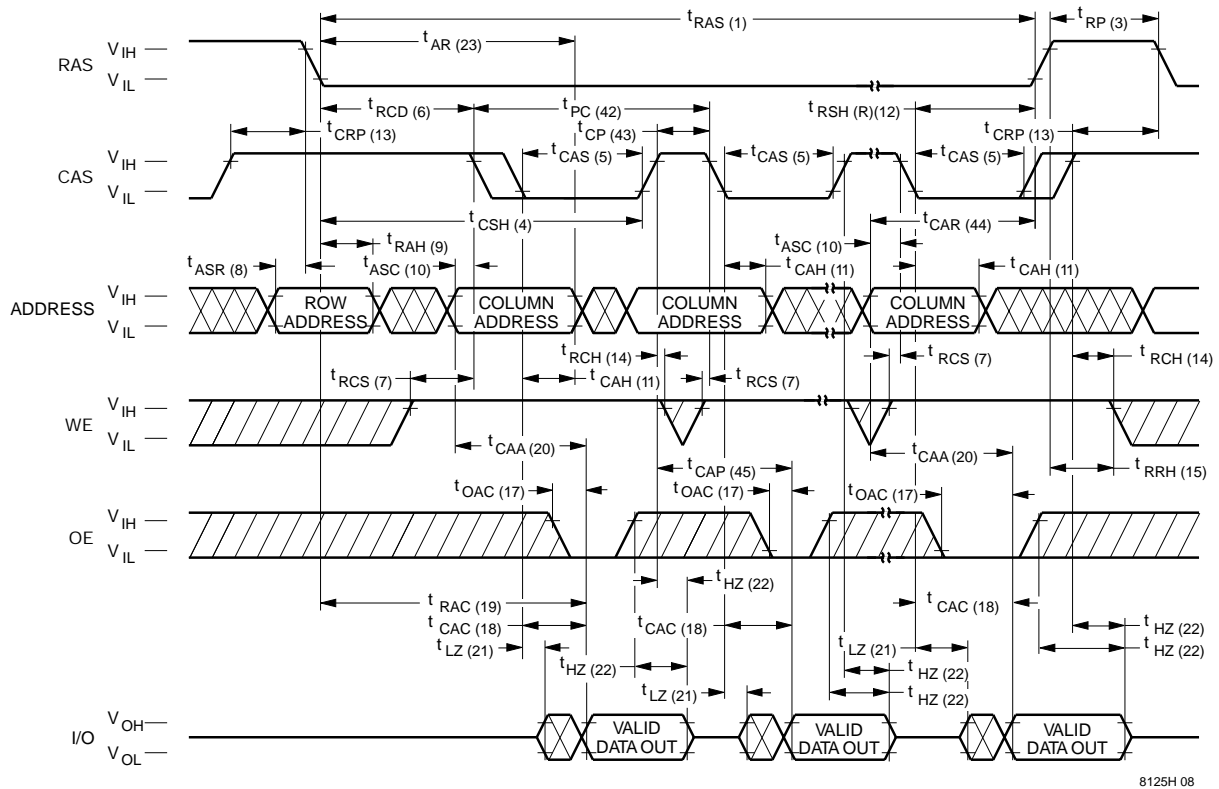 t RAS (1)
t RP (3)
t AR (23)
RAS
V IH
V IL
t RCD (6)
t PC (42)
t RSH (R)(12)
t CRP (13)
t CP (43)
t CRP (13)
CAS
V IH
V IL
t CAS (5)
t CAS (5)
t CAS (5)
t CSH (4)
t CAR (44)
t RAH (9)
t ASC (10)
t ASR (8)
t ASC (10)
t CAH (11)
t CAH (11)
ADDRESS
V IH
V IL
ROW
ADDRESS
COLUMN
ADDRESS
COLUMN
ADDRESS
COLUMN
ADDRESS
t RCH (14)
t RCS (7)
t RCH (14)
t RCS (7)
t CAH (11)
t RCS (7)
WE
V IH
V IL
t CAA (20)
t CAP (45)
t CAA (20)
t RRH (15)
t OAC (17)
t OAC (17)
t OAC (17)
OE
V IH
V IL
t HZ (22)
t RAC (19)
t CAC (18)
t CAC (18)
t CAC (18)
t HZ (22)
t LZ (21)
t HZ (22)
t LZ (21)
t HZ (22)
t HZ (22)
t LZ (21)
t HZ (22)
I/O
V OH
V OL
VALID
DATA OUT
VALID
DATA OUT
VALID
DATA OUT
8125H 08